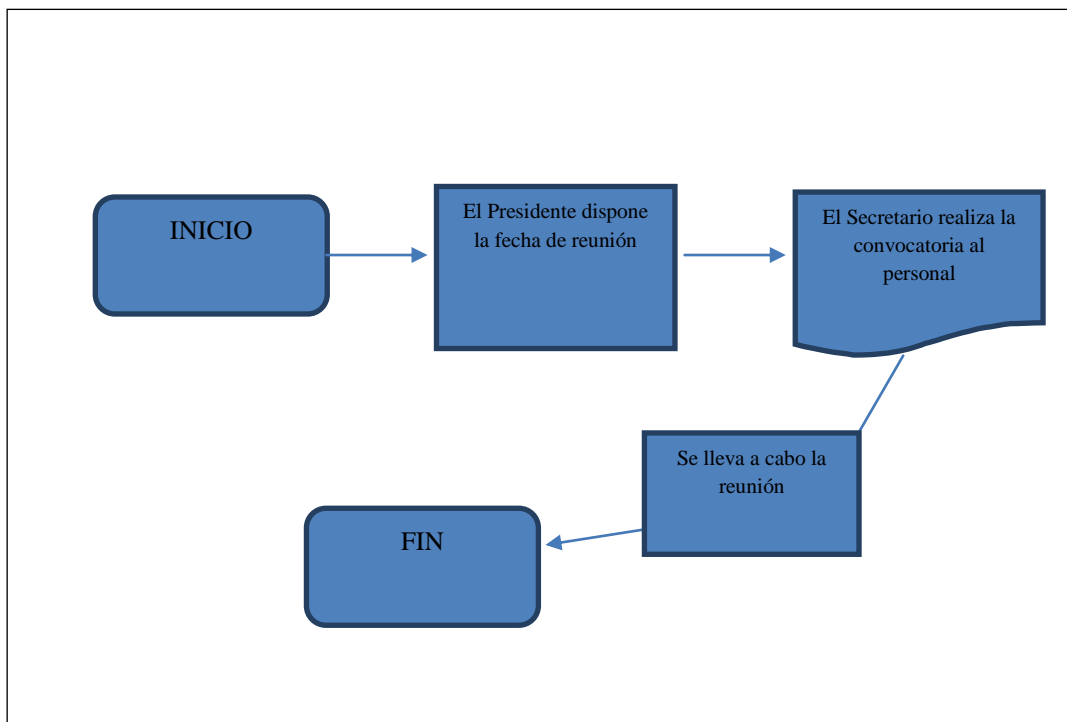 INICIO
El Presidente dispone
la fecha de reunión
El Secretario realiza la
convocatoria al
personal
Se lleva a cabo la
reunión
FIN